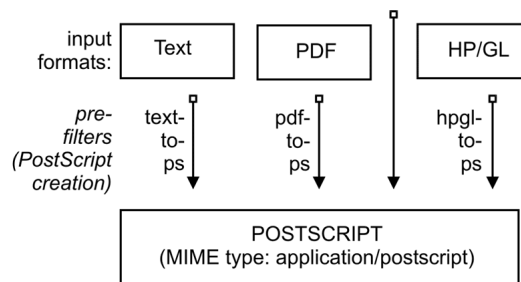 input formats:
Text
PDF
HP/GL
pre-
filters
(PostScript
creation)
text-
to-
ps
pdf-
to-
ps
hpgl-
to-
ps
POSTSCRIPT
(MIME type: application/postscript)